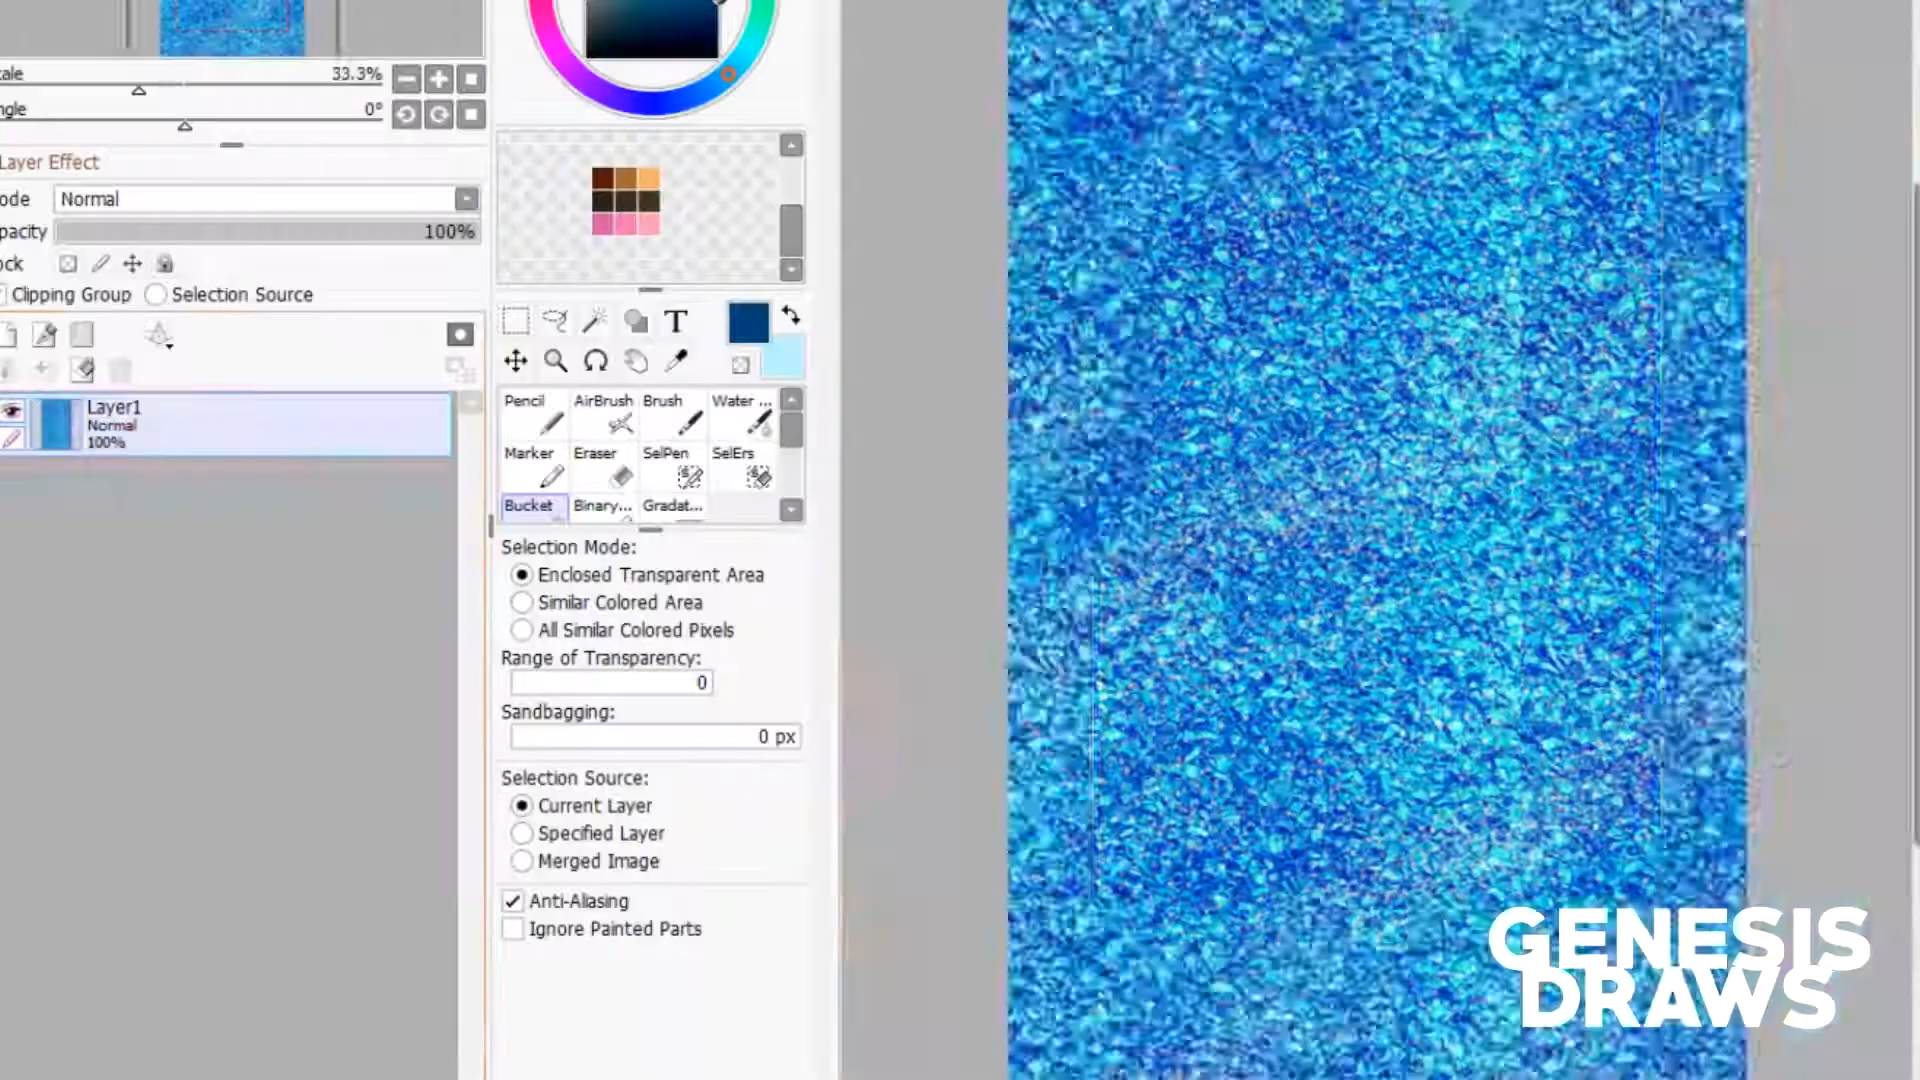 ale 33.3%
ngle 0°
Layer Effect
ode Normal
pacity 100%
ock
Clipping Group Selection Source
Layer1
Normal
100%
T
Pencil AirBrush Brush Water ...
Marker Eraser SelPen SelErs
Bucket Binary... Gradat...
Selection Mode:
Enclosed Transparent Area
Similar Colored Area
All Similar Colored Pixels
Range of Transparency:
0
Sandbagging:
0 px
Selection Source:
Current Layer
Specified Layer
Merged Image
Anti-Aliasing
Ignore Painted Parts
GENESIS
DRAWS